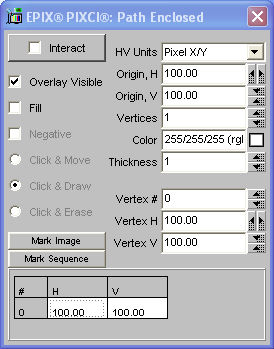 EPIX® PIXCI®: Path Enclosed
Interact
HV Units Pixel X/Y
Overlay Visible
Origin, H 100.00
Fill
Origin, V 100.00
Negative
Vertices 1
Click & Move
Color 255/255/255 (rgl
Click & Draw
Thickness 1
Click & Erase
Vertex # 0
Vertex H 100.00
Mark Image
Vertex V 100.00
Mark Sequence
# H V
0 100.00 100.00